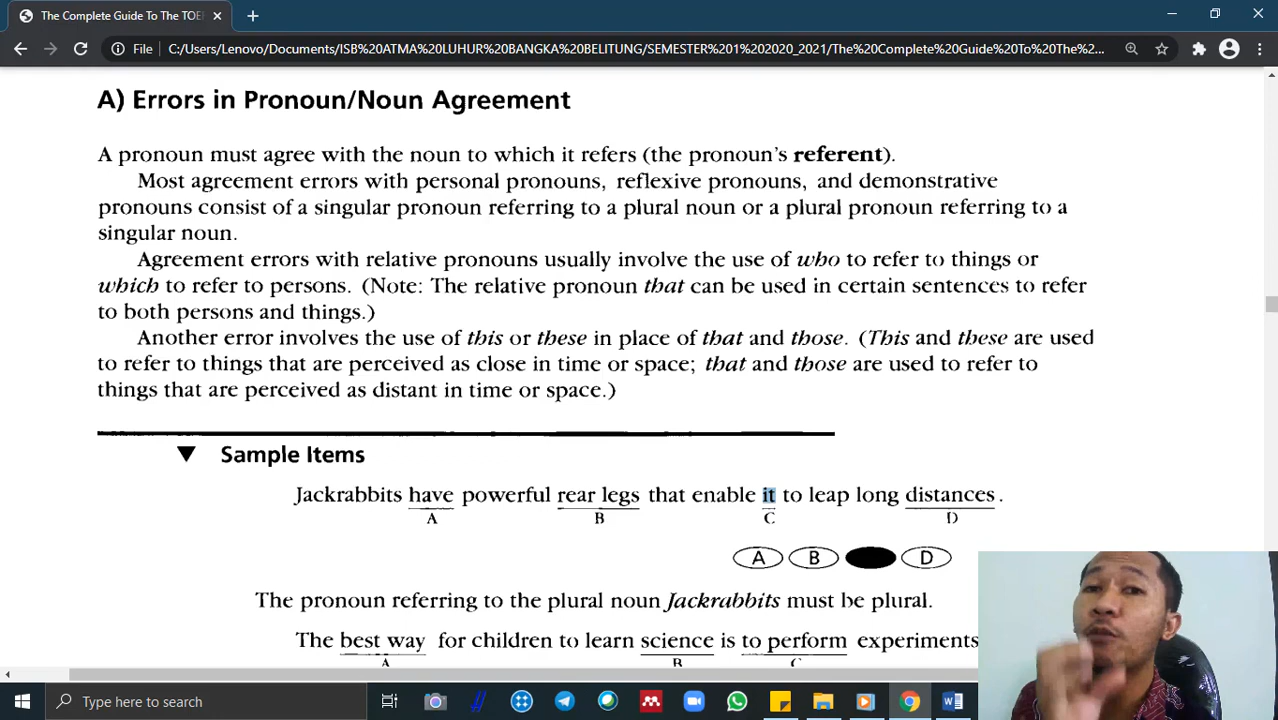 The Complete Guide To The TOE
File C:/Users/Lenovo/Documents/ISB%20ATMA%20LUHUR%20BANGKA%20BELITUNG/SEMESTER%201%202020_2021/The%20Complete%20Guide%20To%20The%2...
A) Errors in Pronoun/Noun Agreement
A pronoun must agree with the noun to which it refers (the pronoun's referent).
Most agreement errors with personal pronouns, reflexive pronouns, and demonstrative
pronouns consist of a singular pronoun referring to a plural noun or a plural pronoun referring to a
singular noun.
Agreement errors with relative pronouns usually involve the use of who to refer to things or
which to refer to persons. (Note: The relative pronoun that can be used in certain sentences to refer
to both persons and things.)
Another error involves the use of this or these in place of that and those. (This and these are used
to refer to things that are perceived as close in time or space; that and those are used to refer to
things that are perceived as distant in time or space.)
Sample Items
Jackrabbits have powerful rear legs that enable it to leap long distances.
A B C D
A B D
The pronoun referring to the plural noun Jackrabbits must be plural.
The best way for children to learn science is to perform experiments
A B C
Type here to search